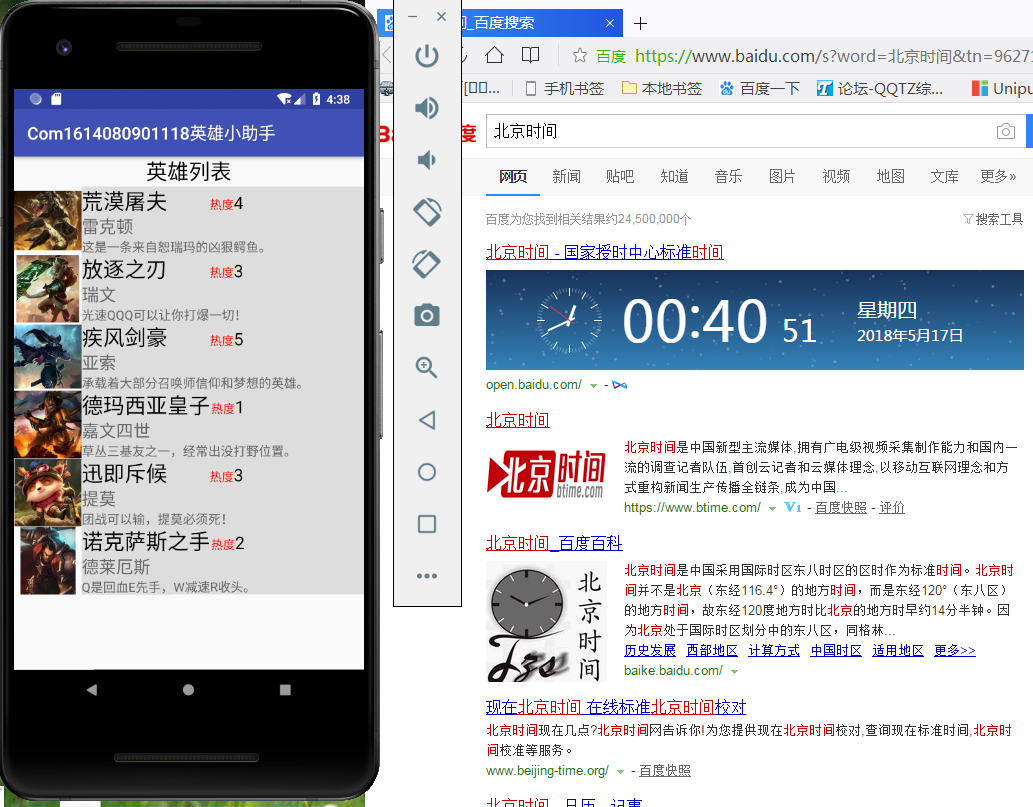 4:38
Com1614080901118英雄小助手
英雄列表
荒漠屠夫 热度4
雷克顿
这是一条来自恕瑞玛的凶狠鳄鱼。
放逐之刃 热度3
瑞文
光速QQQ可以让你打爆一切！
疾风剑豪 热度5
亚索
承载着大部分召唤师信仰和梦想的英雄。
德玛西亚皇子 热度1
嘉文四世
草丛三基友之一，经常出没打野位置。
迅即斥候 热度3
提莫
团战可以输，提莫必须死！
诺克萨斯之手 热度2
德莱厄斯
Q是回血E先手，W减速R收头。
_百度搜索
百度 https://www.baidu.com/s?word=北京时间&tn=9627
手机书签 本地书签 百度一下 论坛-QQTZ综... Unipu
度 北京时间
网页 新闻 贴吧 知道 音乐 图片 视频 地图 文库 更多»
百度为您找到相关结果约24,500,000个 搜索工具
北京时间 - 国家授时中心标准时间
00:40 51
星期四
2018年5月17日
open.baidu.com/ -
北京时间
北京时间
btime.com
北京时间是中国新型主流媒体,拥有广电级视频采集制作能力和国内一
流的调查记者队伍,首创云记者和云媒体理念,以移动互联网理念和方
式重构新闻生产传播全链条,成为中国...
https://www.btime.com/ V1 - 百度快照 - 评价
北京时间_百度百科
北京时间
北京时间是中国采用国际时区东八时区的区时作为标准时间。北京时
间并不是北京（东经116.4°）的地方时间，而是东经120°（东八区）
的地方时间，故东经120度地方时比北京的地方时早约14分半钟。因
为北京处于国际时区划分中的东八区，同格林...
历史发展 西部地区 计算方式 中国时区 适用地区 更多>>
baike.baidu.com/
现在北京时间 在线标准北京时间校对
北京时间现在几点?北京时间网告诉你!为您提供现在北京时间校对,查询现在标准时间,北京时
间校准等服务。
www.beijing-time.org/ - 百度快照
北京时间 - 日历 - 记事